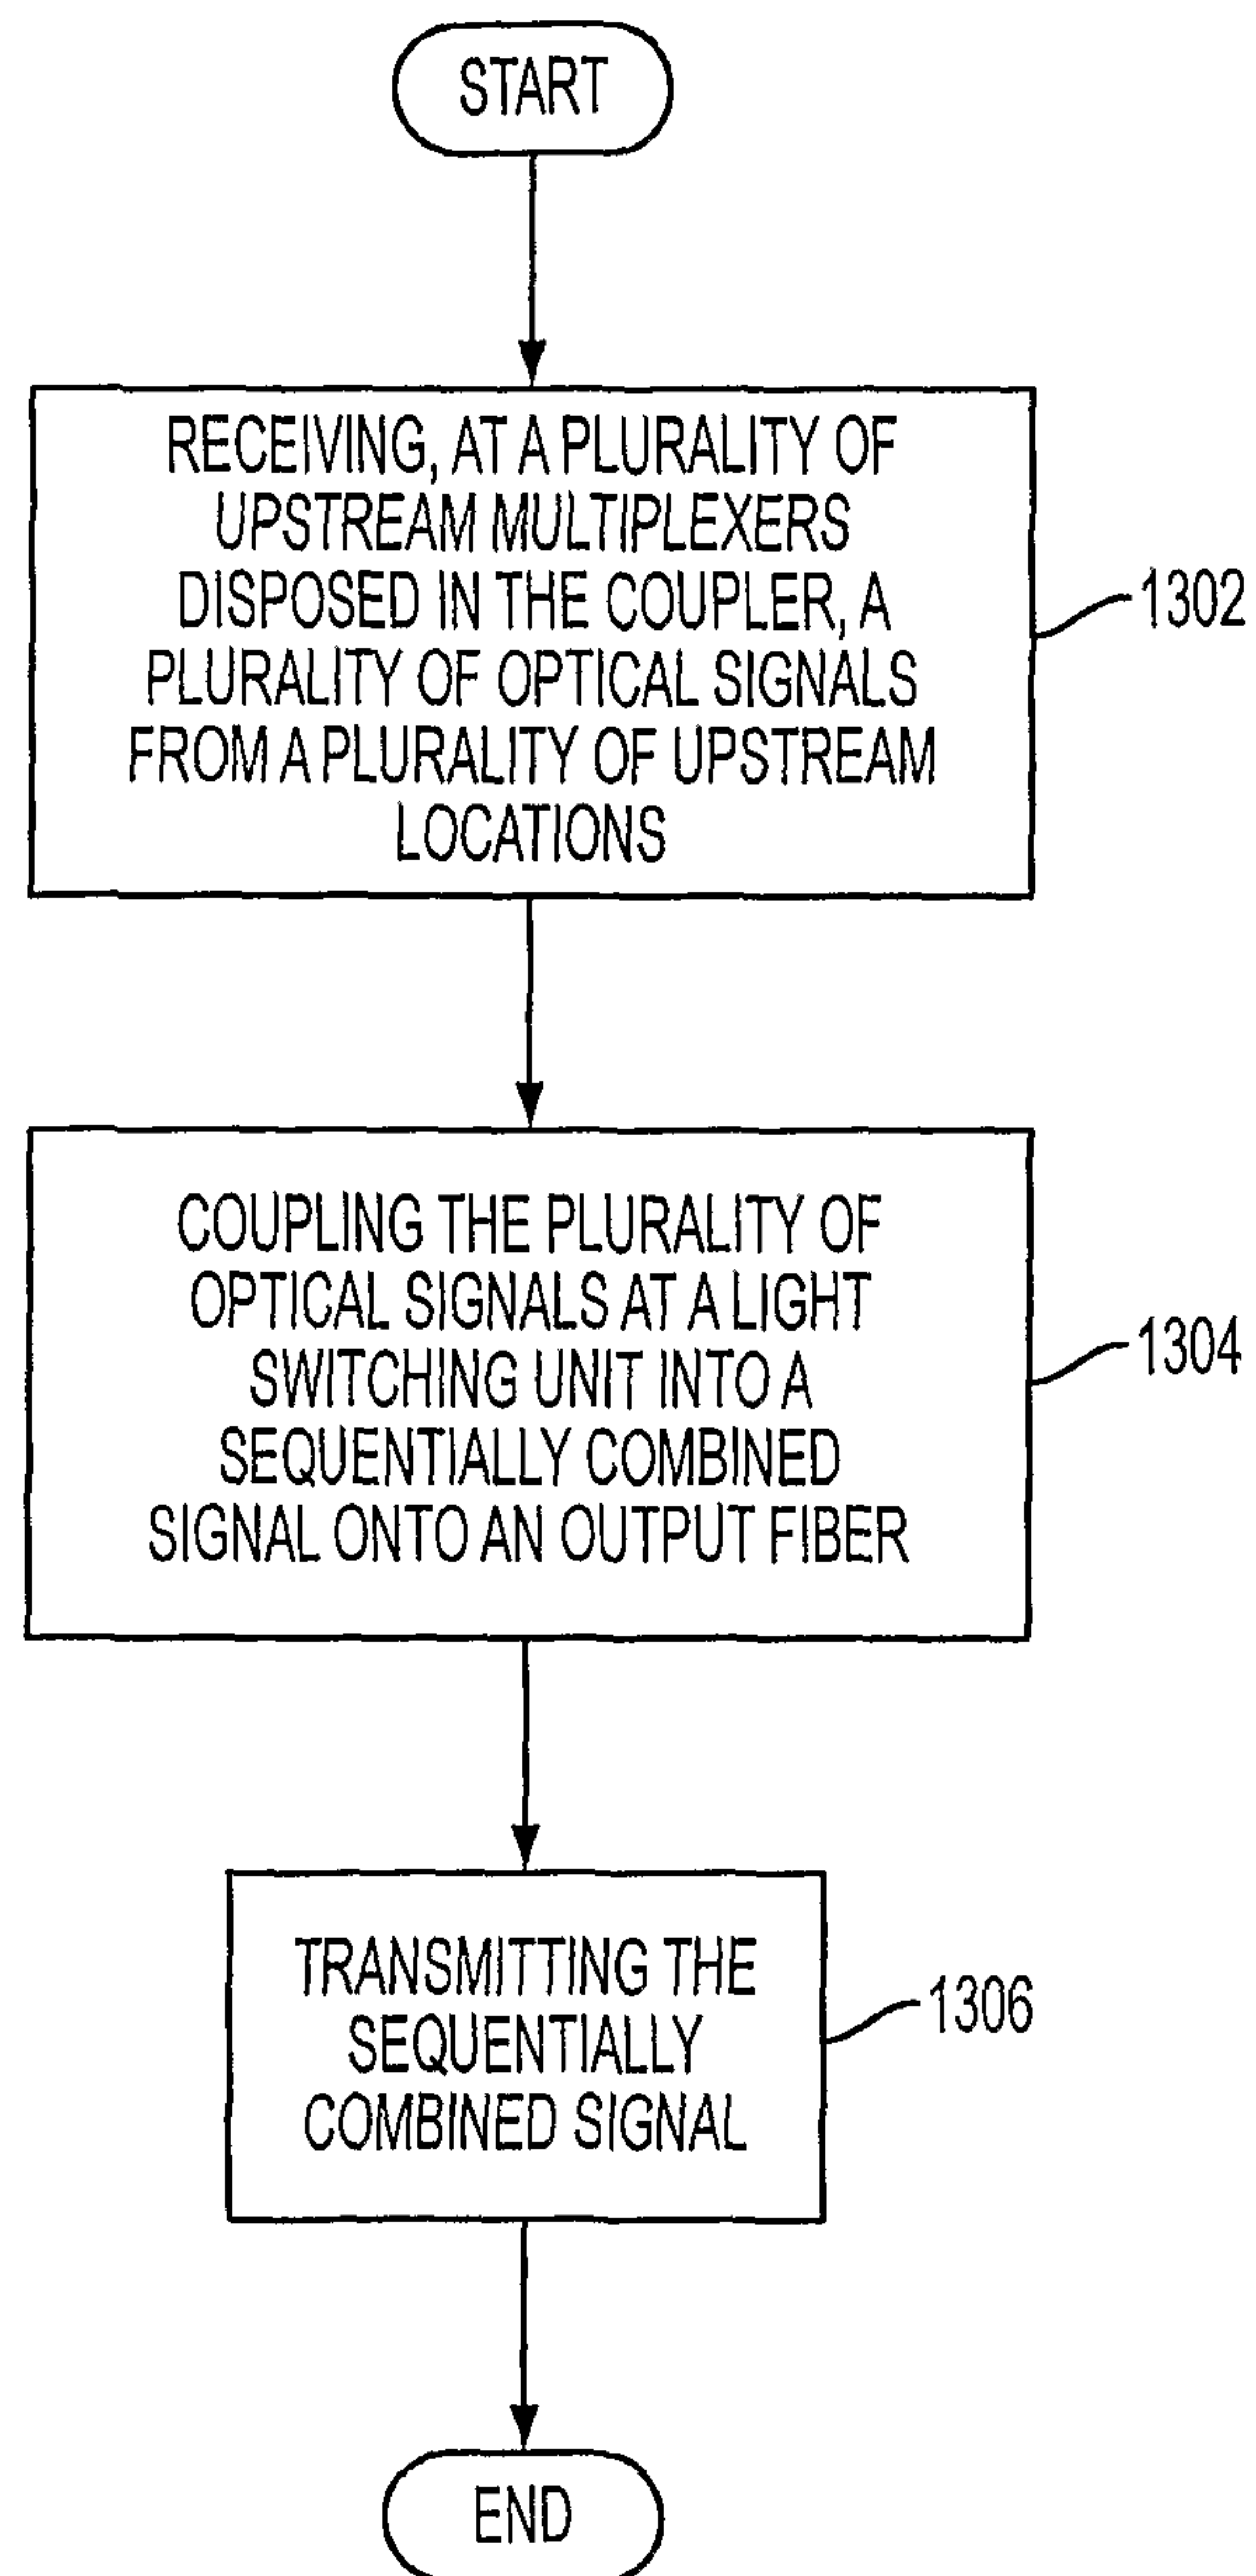 START
RECEIVING, AT A PLURALITY OF
UPSTREAM MULTIPLEXERS
DISPOSED IN THE COUPLER, A
PLURALITY OF OPTICAL SIGNALS
FROM A PLURALITY OF UPSTREAM
LOCATIONS
1302
COUPLING THE PLURALITY OF
OPTICAL SIGNALS AT A LIGHT
SWITCHING UNIT INTO A
SEQUENTIALLY COMBINED
SIGNAL ONTO AN OUTPUT FIBER
1304
TRANSMITTING THE
SEQUENTIALLY
COMBINED SIGNAL
1306
END